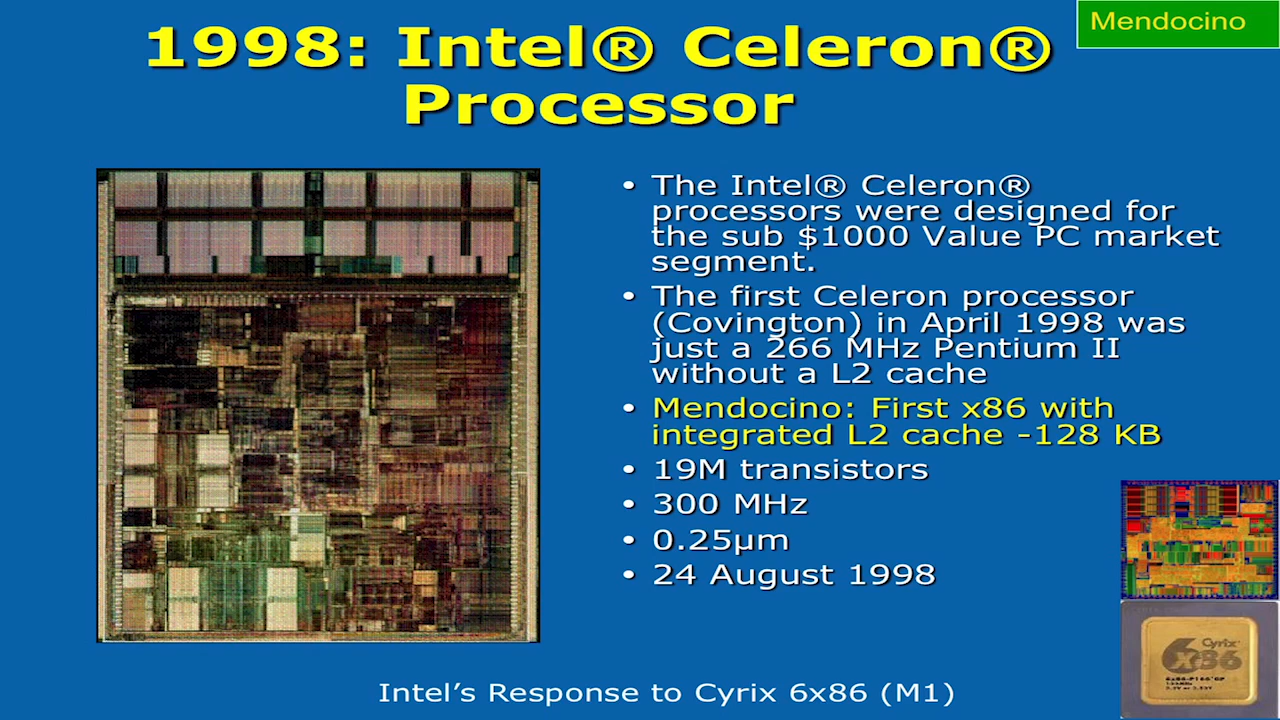 Mendocino
1998: Intel® Celeron®
Processor
• The Intel® Celeron®
processors were designed for
the sub $1000 Value PC market
segment.
• The first Celeron processor
(Covington) in April 1998 was
just a 266 MHz Pentium II
without a L2 cache
• Mendocino: First x86 with
integrated L2 cache -128 KB
• 19M transistors
• 300 MHz
• 0.25µm
• 24 August 1998
Cyrix
6x86
Intel’s Response to Cyrix 6x86 (M1)